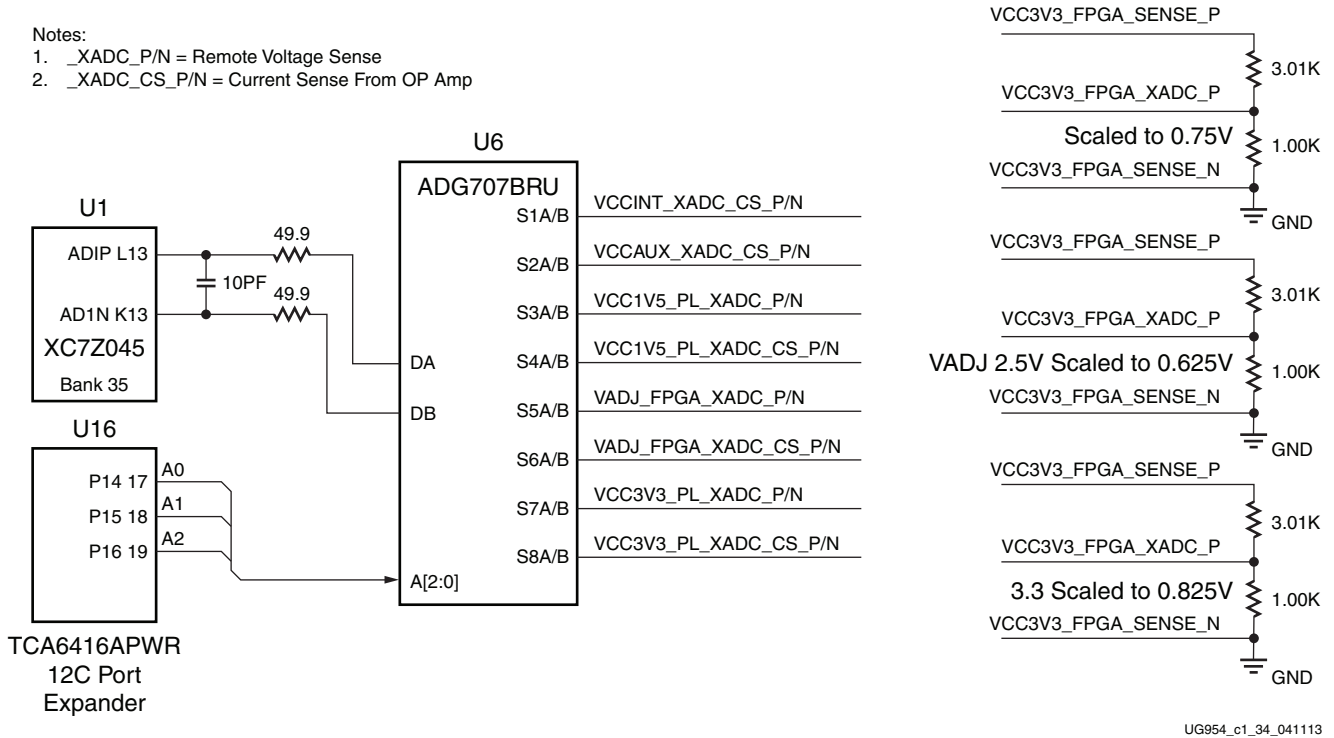 Notes:
1. _XADC_P/N = Remote Voltage Sense
2. _XADC_CS_P/N = Current Sense From OP Amp
U1
ADIP L13
AD1N K13
XC7Z045
Bank 35
10PF
49.9
49.9
U16
P14 17
P15 18
P16 19
A0
A1
A2
TCA6416APWR
12C Port
Expander
U6
ADG707BRU
DA
DB
A[2:0]
S1A/B VCCINT_XADC_CS_P/N
S2A/B VCCAUX_XADC_CS_P/N
S3A/B VCC1V5_PL_XADC_P/N
S4A/B VCC1V5_PL_XADC_CS_P/N
S5A/B VADJ_FPGA_XADC_P/N
S6A/B VADJ_FPGA_XADC_CS_P/N
S7A/B VCC3V3_PL_XADC_P/N
S8A/B VCC3V3_PL_XADC_CS_P/N
VCC3V3_FPGA_SENSE_P
3.01K
VCC3V3_FPGA_XADC_P
Scaled to 0.75V
1.00K
VCC3V3_FPGA_SENSE_N
GND
VCC3V3_FPGA_SENSE_P
3.01K
VCC3V3_FPGA_XADC_P
VADJ 2.5V Scaled to 0.625V
1.00K
VCC3V3_FPGA_SENSE_N
GND
VCC3V3_FPGA_SENSE_P
3.01K
VCC3V3_FPGA_XADC_P
3.3 Scaled to 0.825V
1.00K
VCC3V3_FPGA_SENSE_N
GND
UG954_c1_34_041113